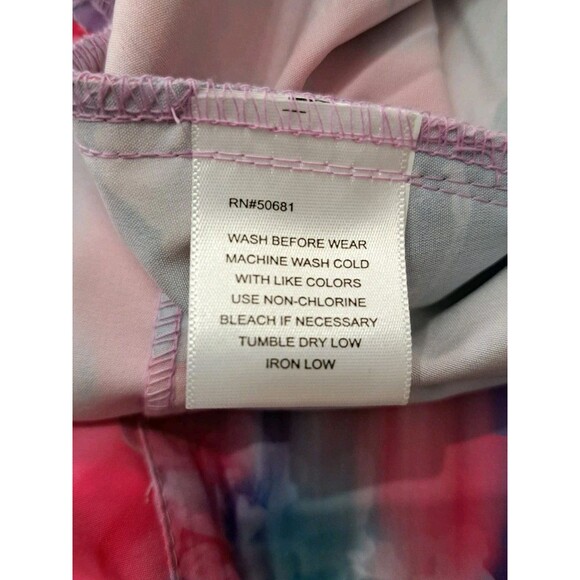 RN#50681
WASH BEFORE WEAR
MACHINE WASH COLD
WITH LIKE COLORS
USE NON-CHLORINE
BLEACH IF NECESSARY
TUMBLE DRY LOW
IRON LOW